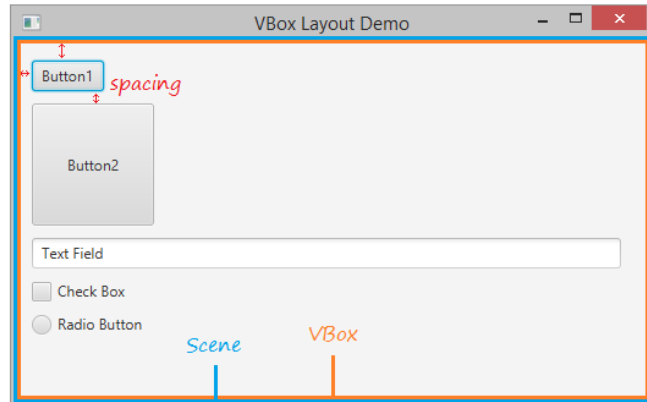 VBox Layout Demo
Button1
spacing
Button2
Text Field
Check Box
Radio Button
Scene
VBox